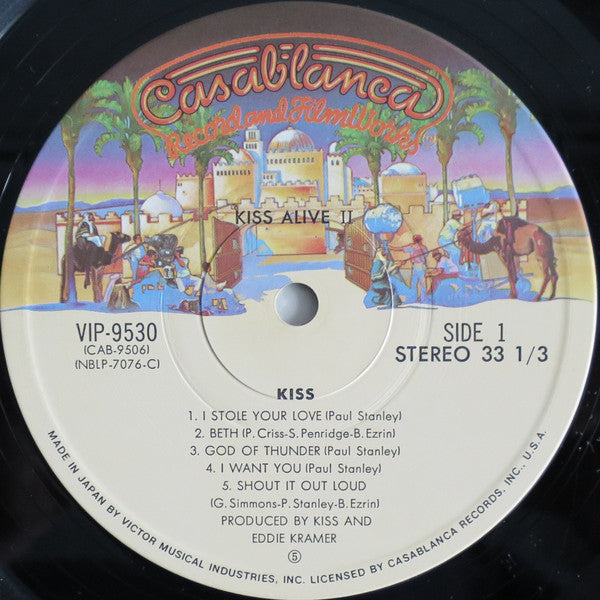 Casablanca
Record and FilmWorks
KISS ALIVE II
VIP-9530
(CAB-9506)
(NBLP-7076-C)
SIDE 1
STEREO 33 1/3
KISS
1. I STOLE YOUR LOVE (Paul Stanley)
2. BETH (P. Criss-S. Penridge-B. Ezrin)
3. GOD OF THUNDER (Paul Stanley)
4. I WANT YOU (Paul Stanley)
5. SHOUT IT OUT LOUD
(G. Simmons-P. Stanley-B. Ezrin)
PRODUCED BY KISS AND
EDDIE KRAMER
5
MADE IN JAPAN BY VICTOR MUSICAL INDUSTRIES, INC. LICENSED BY CASABLANCA RECORDS, INC., U.S.A.